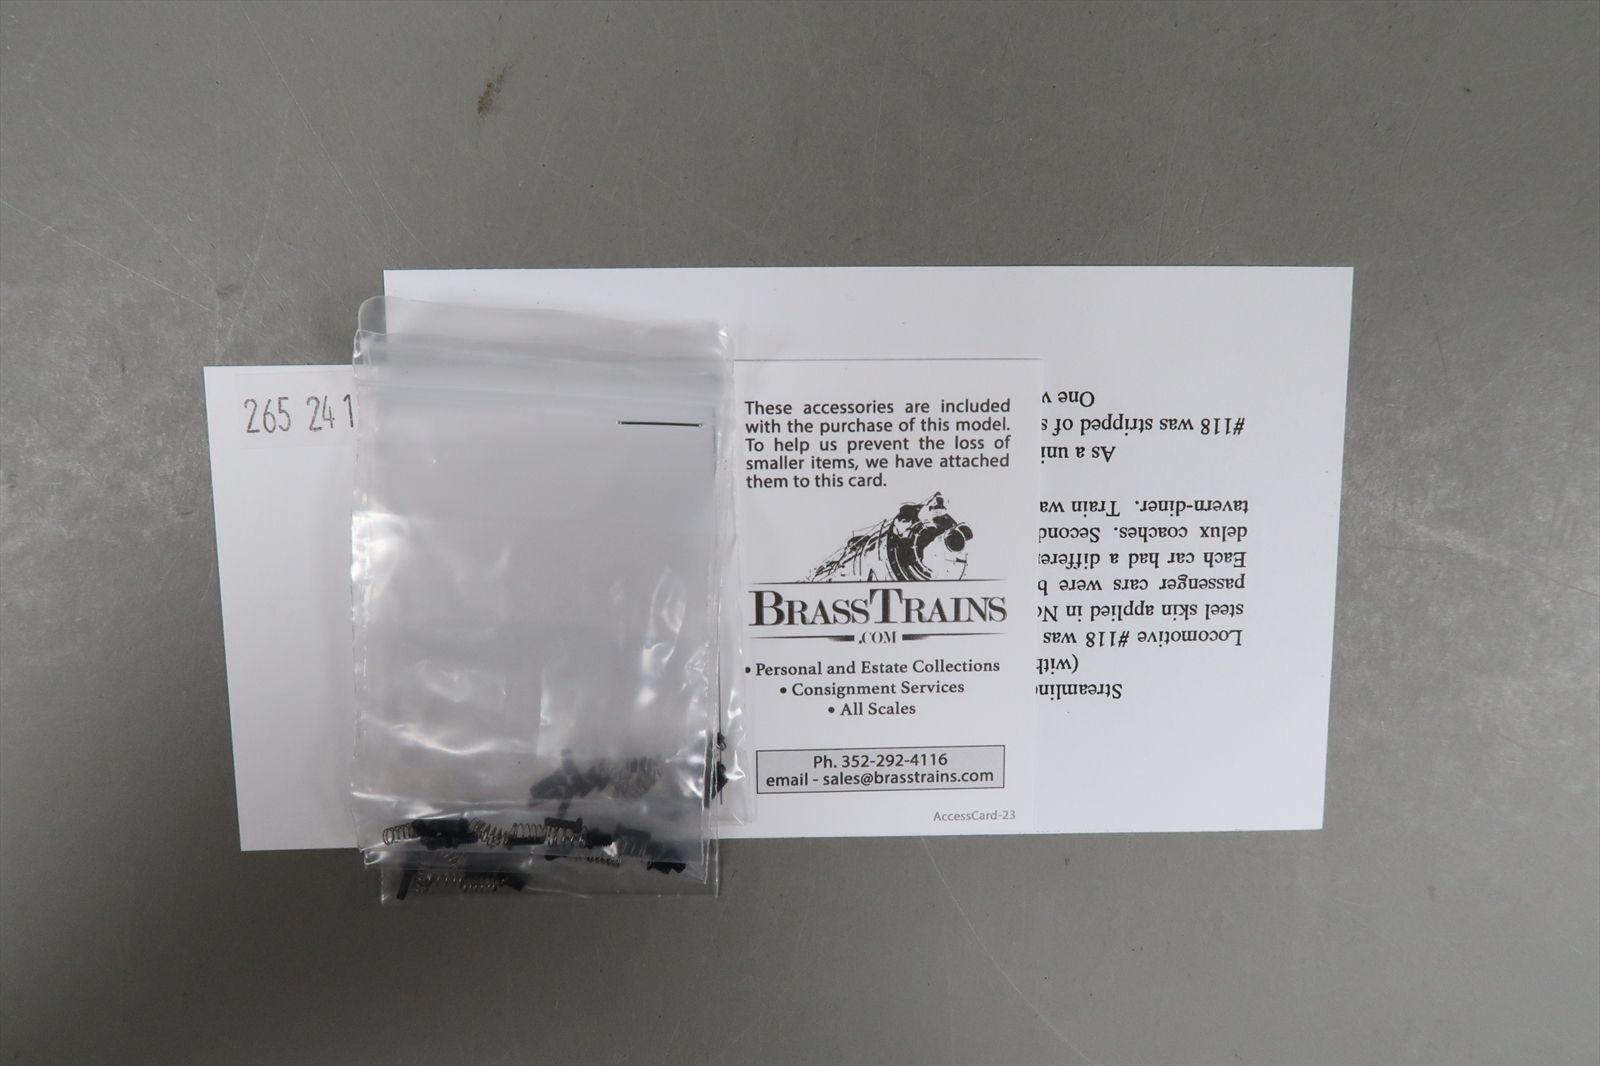 265 241
These accessories are included
with the purchase of this model.
To help us prevent the loss of
smaller items, we have attached
them to this card.
BRASSTRAINS
.COM
• Personal and Estate Collections
• Consignment Services
• All Scales
Ph. 352-292-4116
email - sales@brasstrains.com
AccessCard-23
Streamlin
(with
Locomotive #118 was
steel skin applied in No
passenger cars were b
Each car had a differe
delux coaches. Second
tavern-diner. Train wa
As a uni
#118 was stripped of s
One